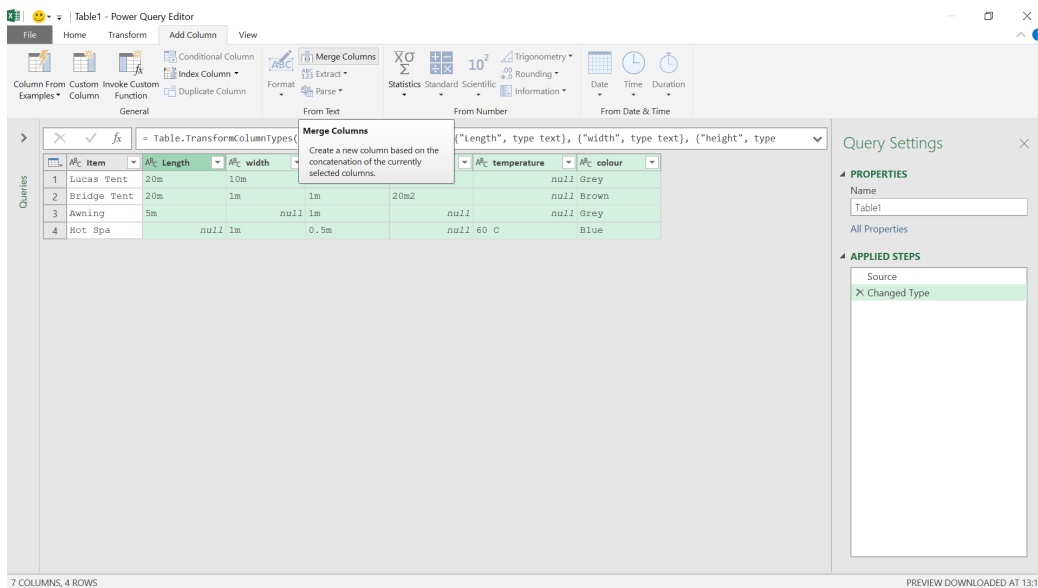 Table1 - Power Query Editor
File Home Transform Add Column View
Column From Examples
Custom Column
Invoke Custom Function
Conditional Column
Index Column
Duplicate Column
General
ABC
Format
Merge Columns
Extract
Parse
From Text
Statistics
Standard
10² Scientific
Trigonometry
Rounding
Information
From Number
Date
Time
Duration
From Date & Time
fx = Table.TransformColumnTypes( {"Length", type text}, {"width", type text}, {"height", type
Merge Columns
Create a new column based on the
concatenation of the currently
selected columns.
Queries
Item Length width temperature colour
1 Lucas Tent 20m 10m null Grey
2 Bridge Tent 20m 1m 1m 20m2 null Brown
3 Awning 5m null 1m null null Grey
4 Hot Spa null 1m 0.5m null 60 C Blue
Query Settings
PROPERTIES
Name
Table1
All Properties
APPLIED STEPS
Source
Changed Type
7 COLUMNS, 4 ROWS
PREVIEW DOWNLOADED AT 13:1